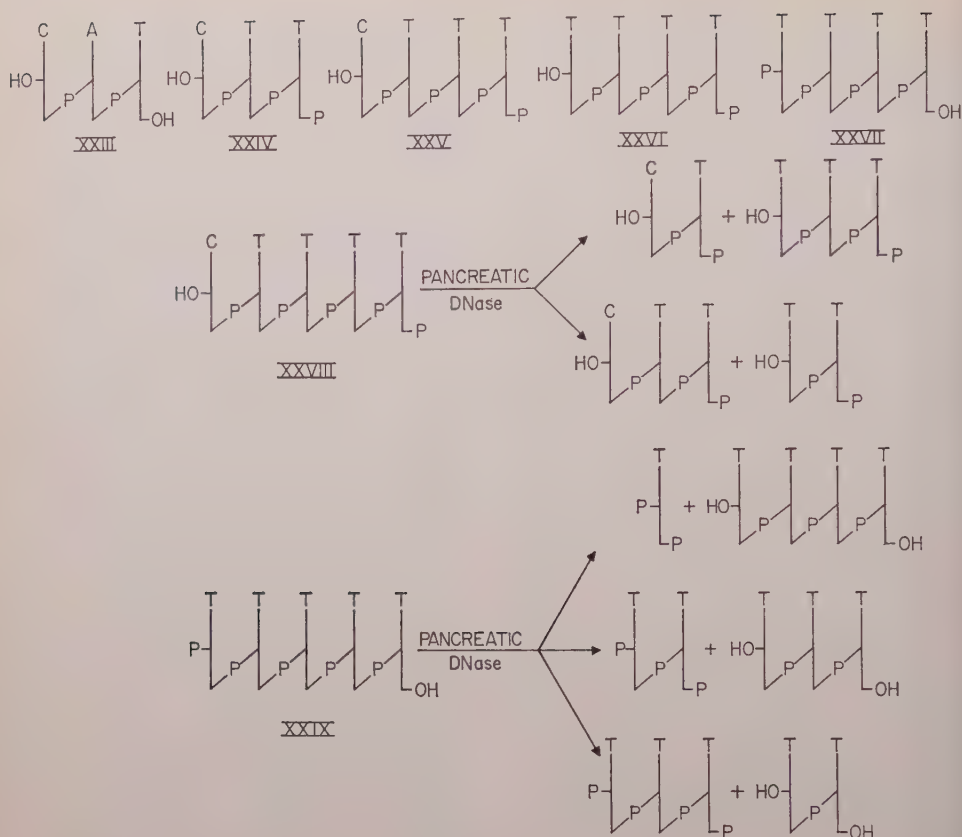 C A T C T T C T T T T T T T T T T T
HO P P OH HO P P P HO P P P P HO P P P P P P P P OH
XXIII XXIV XXV XXVI XXVII
C T T T T
HO P P P P P
XXVIII
PANCREATIC
DNase
C T T T T
HO P P + HO P P P
C T T T T
HO P P P + HO P P
T T T T T
P P P P P OH
XXIX
PANCREATIC
DNase
T T T T T
P P + HO P P P OH
T T T T T
P P P + HO P P OH
T T T T T
P P P P + HO P OH